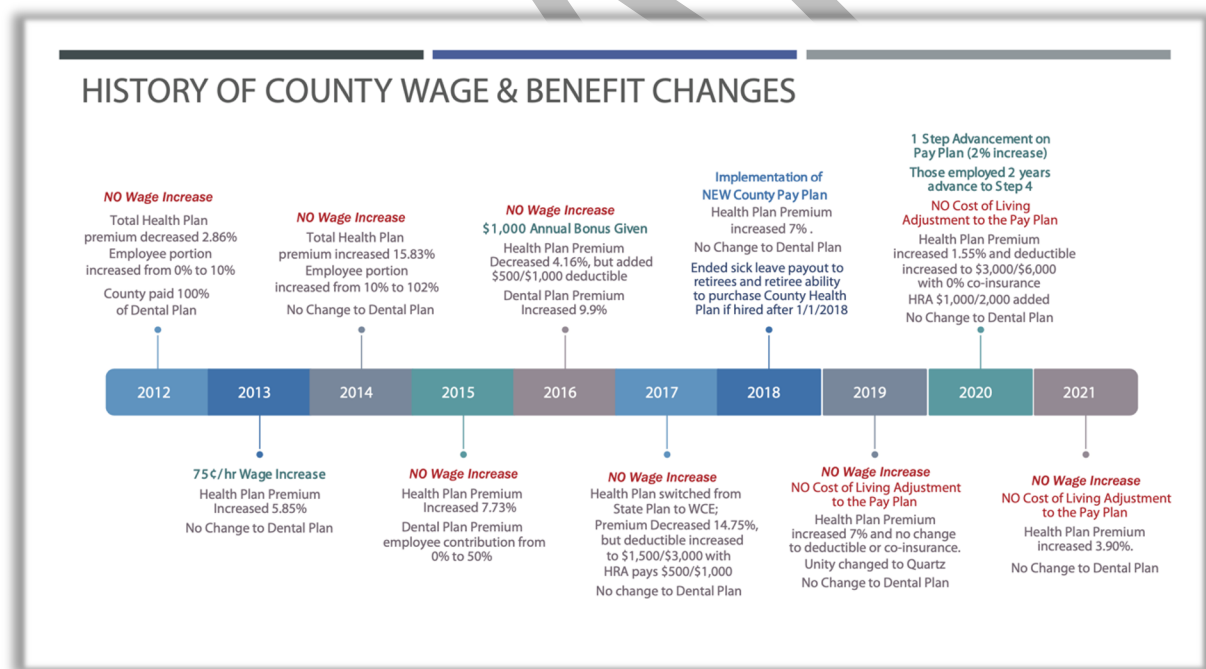 HISTORY OF COUNTY WAGE & BENEFIT CHANGES
NO Wage Increase
Total Health Plan
premium decreased 2.86%
Employee portion
increased from 0% to 10%
County paid 100%
of Dental Plan
NO Wage Increase
Total Health Plan
premium increased 15.83%
Employee portion
increased from 10% to 102%
No Change to Dental Plan
NO Wage Increase
$1,000 Annual Bonus Given
Health Plan Premium
Decreased 4.16%, but added
$500/$1,000 deductible
Dental Plan Premium
Increased 9.9%
Implementation of
NEW County Pay Plan
Health Plan Premium
increased 7% .
No Change to Dental Plan
Ended sick leave payout to
retirees and retiree ability
to purchase County Health
Plan if hired after 1/1/2018
1 Step Advancement on
Pay Plan (2% increase)
Those employed 2 years
advance to Step 4
NO Cost of Living
Adjustment to the Pay Plan
Health Plan Premium
increased 1.55% and deductible
increased to $3,000/$6,000
with 0% co-insurance
HRA $1,000/2,000 added
No Change to Dental Plan
2012 2013 2014 2015 2016 2017 2018 2019 2020 2021
75¢/hr Wage Increase
Health Plan Premium
Increased 5.85%
No Change to Dental Plan
NO Wage Increase
Health Plan Premium
Increased 7.73%
Dental Plan Premium
employee contribution from
0% to 50%
NO Wage Increase
Health Plan switched from
State Plan to WCE;
Premium Decreased 14.75%,
but deductible increased
to $1,500/$3,000 with
HRA pays $500/$1,000
No change to Dental Plan
NO Wage Increase
NO Cost of Living Adjustment
to the Pay Plan
Health Plan Premium
increased 7% and no change
to deductible or co-insurance.
Unity changed to Quartz
No Change to Dental Plan
NO Wage Increase
NO Cost of Living Adjustment
to the Pay Plan
Health Plan Premium
increased 3.90%.
No Change to Dental Plan